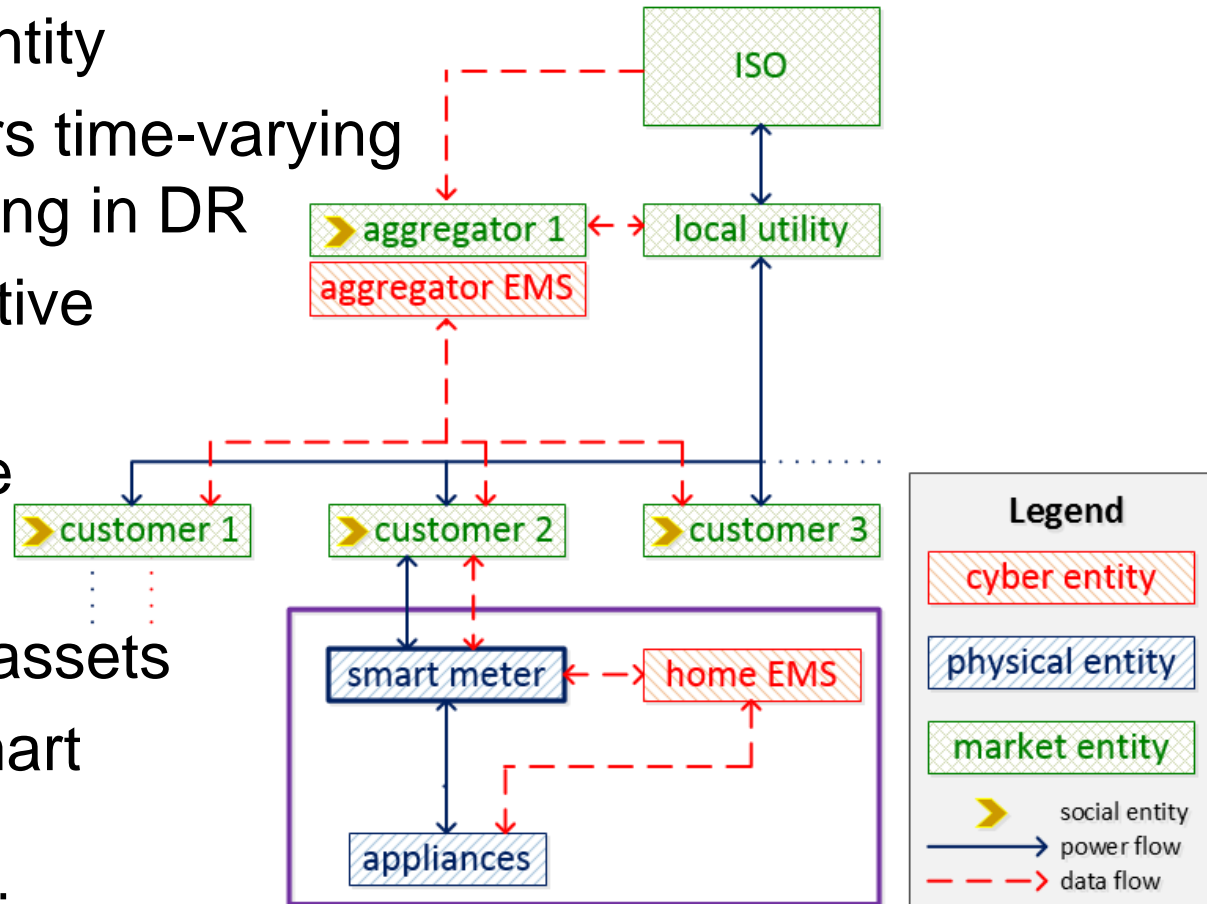 ntity
rs time-varying
ng in DR
tive
e
assets
nart
.
ISO
aggregator 1
local utility
aggregator EMS
customer 1
customer 2
customer 3
smart meter
home EMS
appliances
Legend
cyber entity
physical entity
market entity
social entity
power flow
data flow